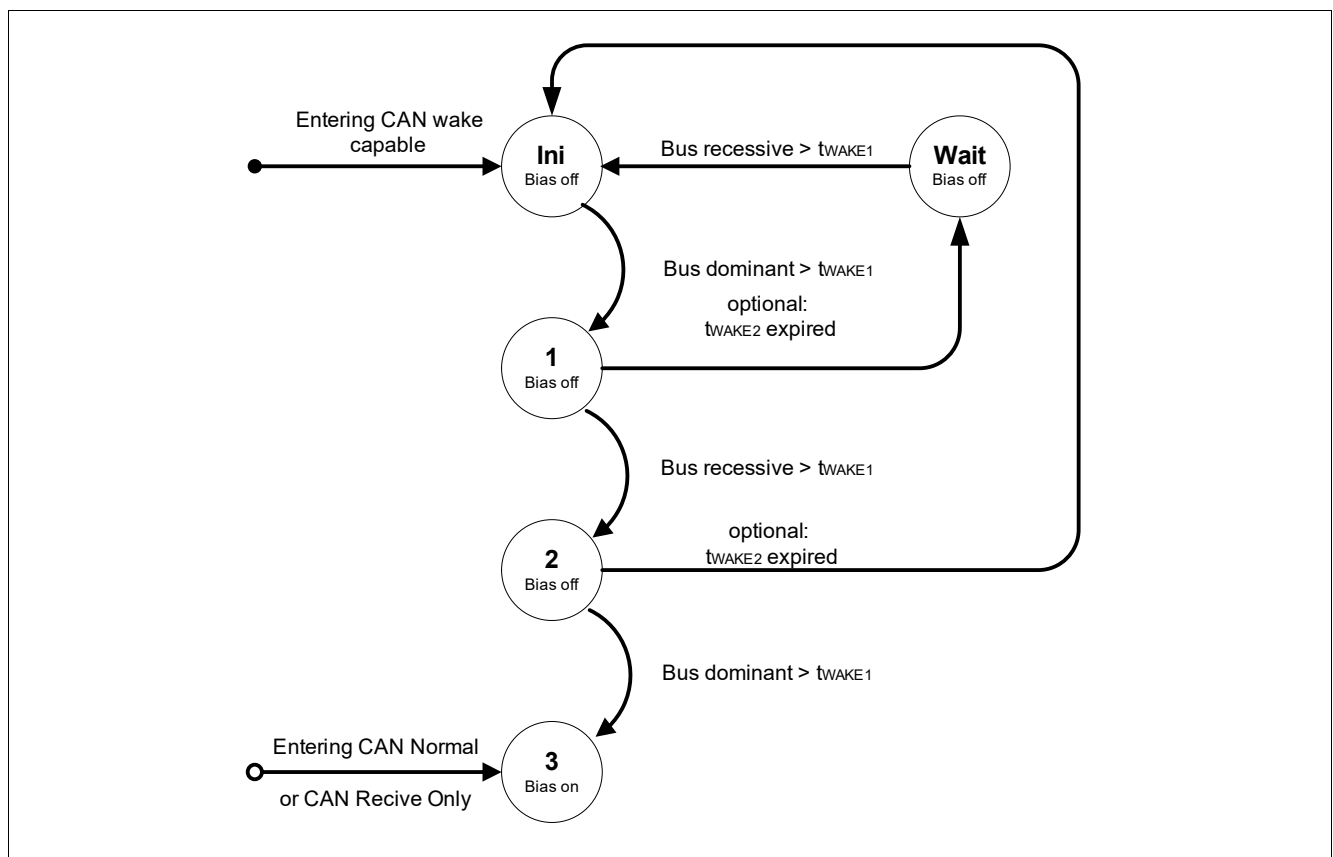 Entering CAN wake
capable
Ini
Bias off
Bus recessive > tWAKE1
Wait
Bias off
Bus dominant > tWAKE1
optional:
tWAKE2 expired
1
Bias off
Bus recessive > tWAKE1
optional:
tWAKE2 expired
2
Bias off
Bus dominant > tWAKE1
Entering CAN Normal
or CAN Recive Only
3
Bias on